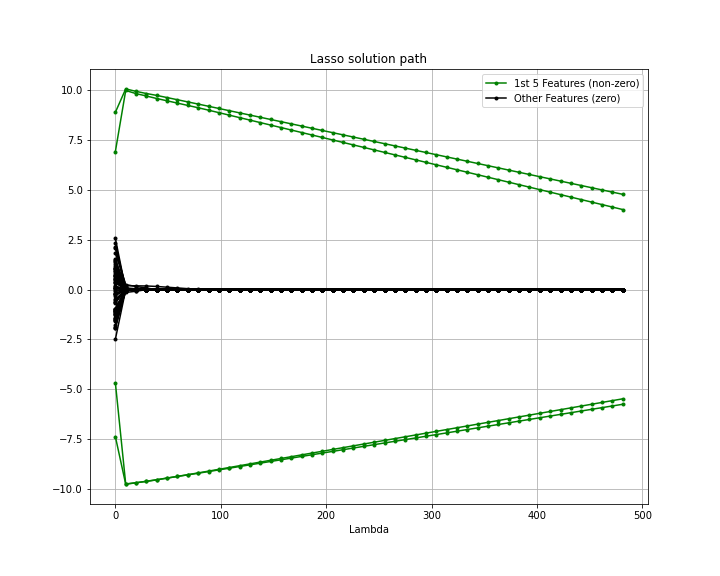 Lasso solution path
1st 5 Features (non-zero)
Other Features (zero)
10.0
7.5
5.0
2.5
0.0
−2.5
−5.0
−7.5
−10.0
0 100 200 300 400 500
Lambda